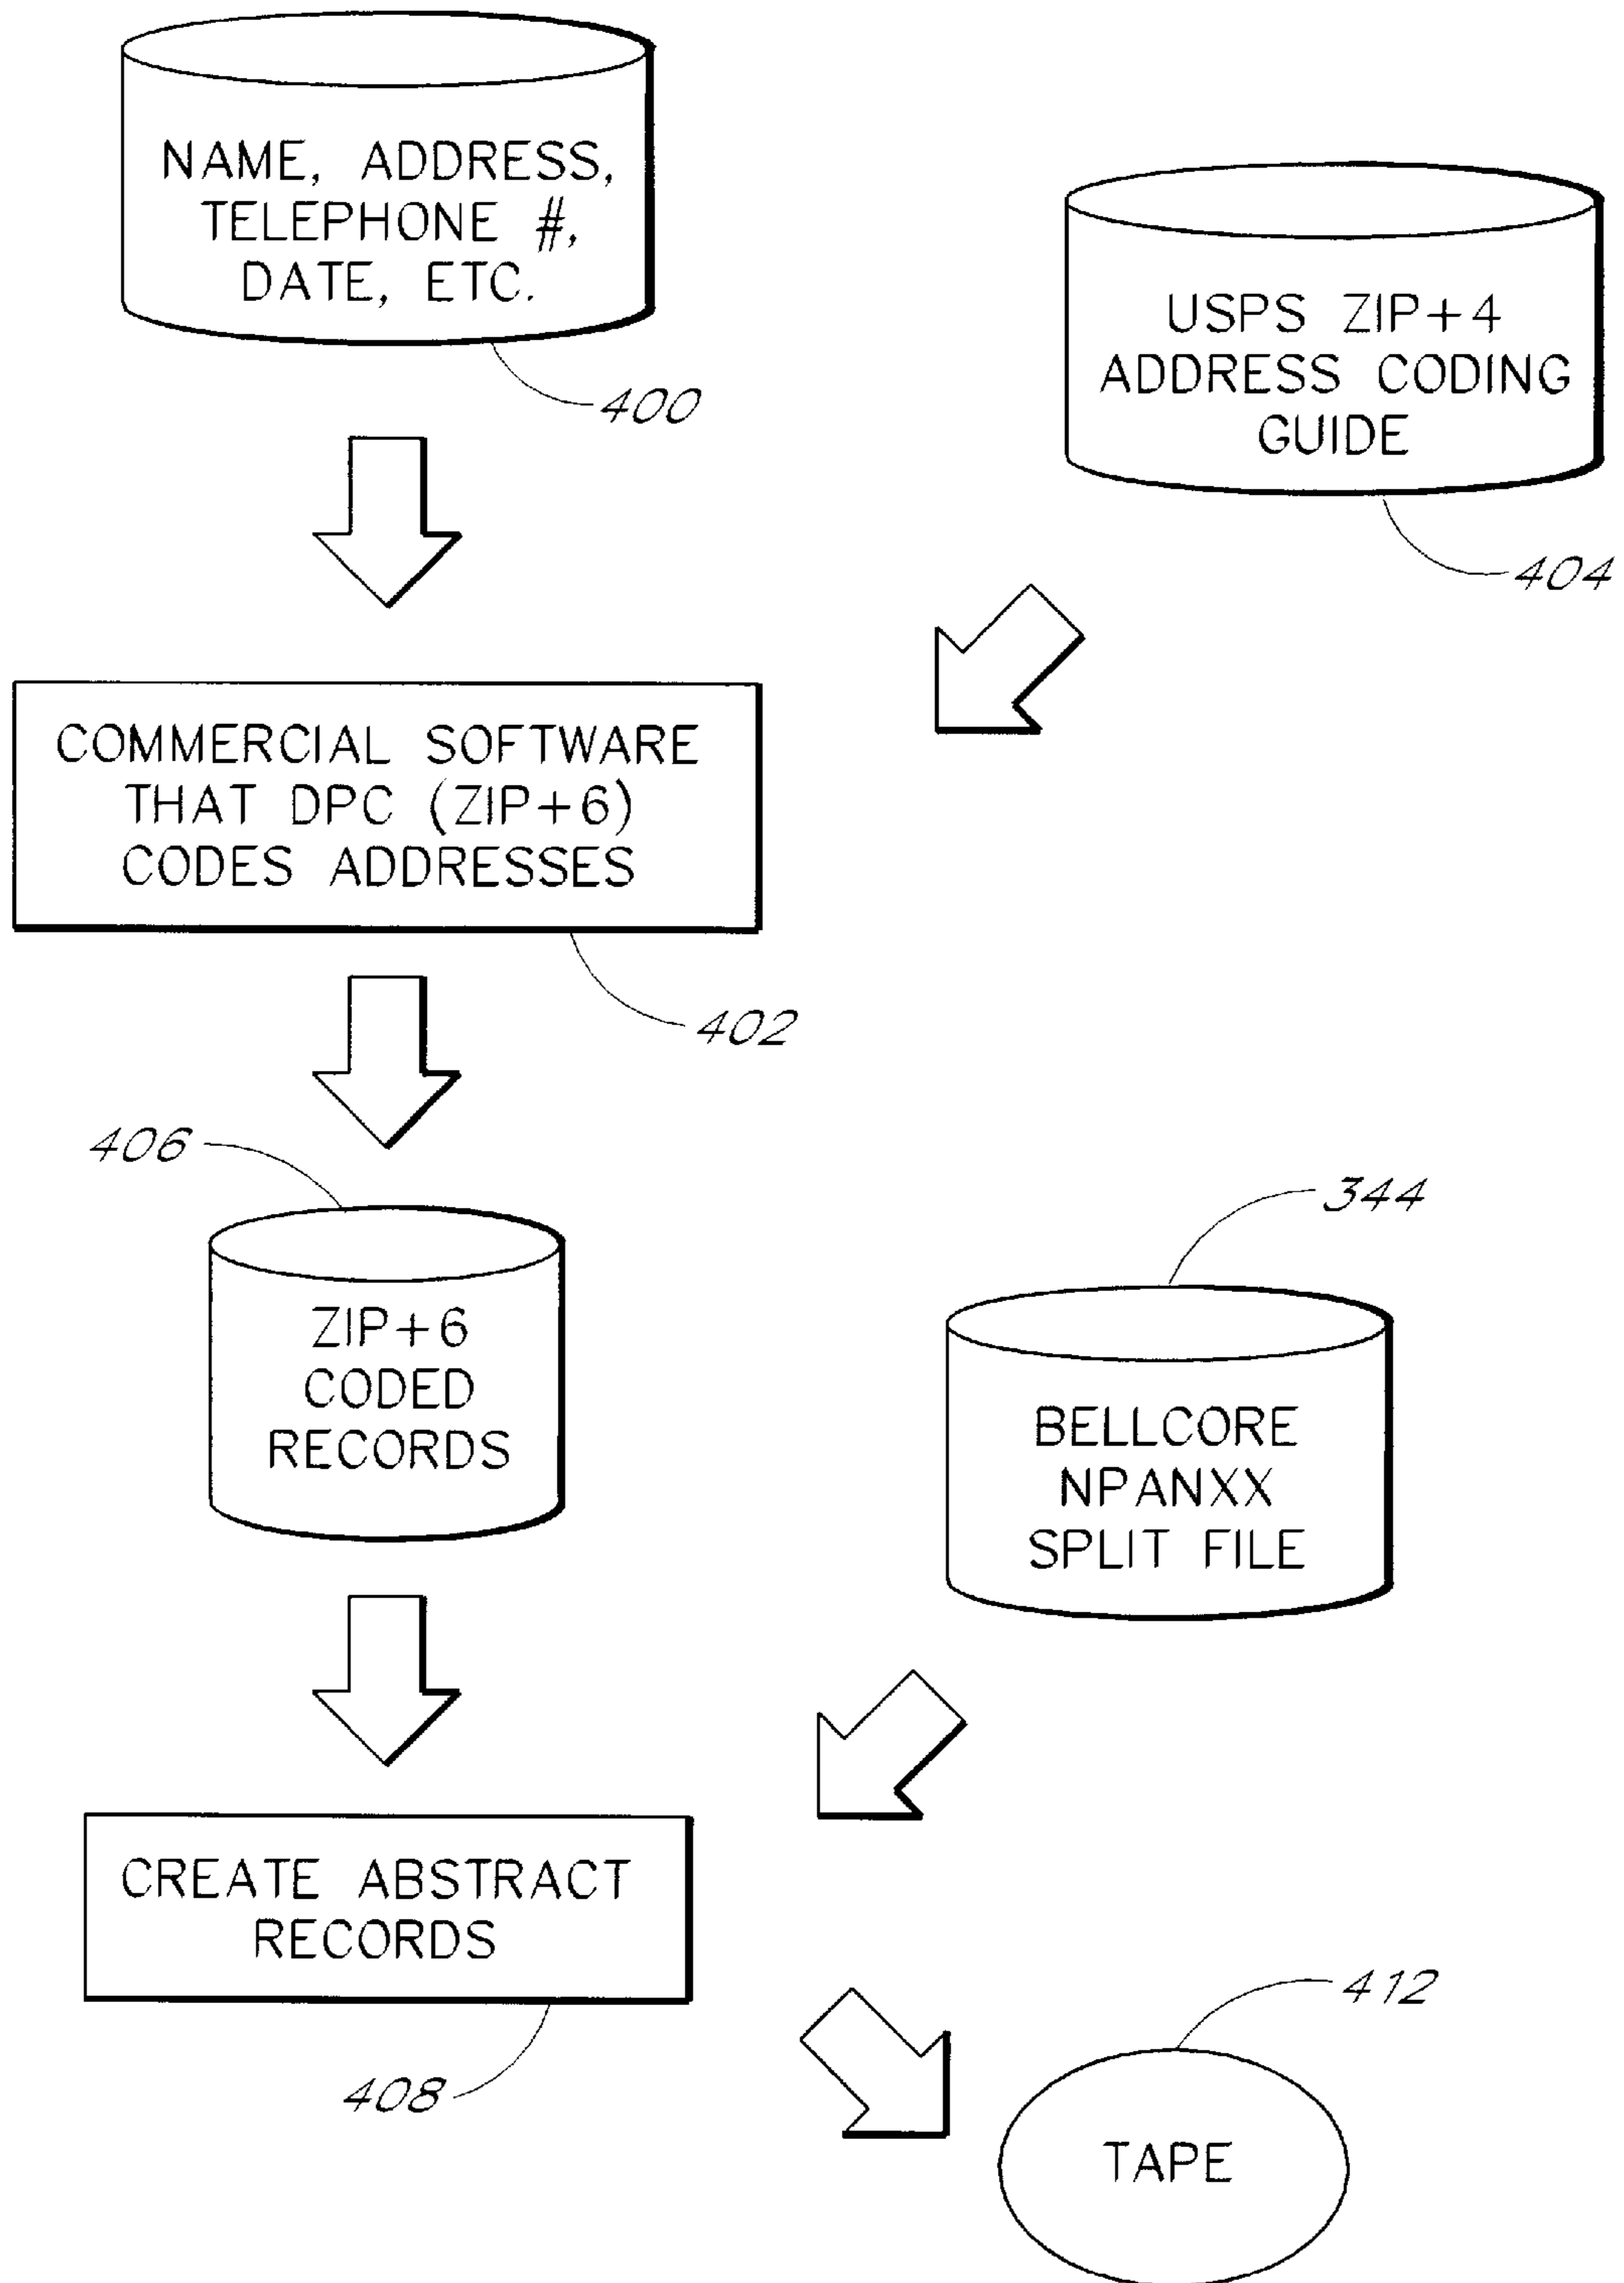 NAME, ADDRESS,
TELEPHONE #,
DATE, ETC.
400
USPS ZIP+4
ADDRESS CODING
GUIDE
404
COMMERCIAL SOFTWARE
THAT DPC (ZIP+6)
CODES ADDRESSES
402
406
ZIP+6
CODED
RECORDS
344
BELLCORE
NPANXX
SPLIT FILE
CREATE ABSTRACT
RECORDS
408
412
TAPE